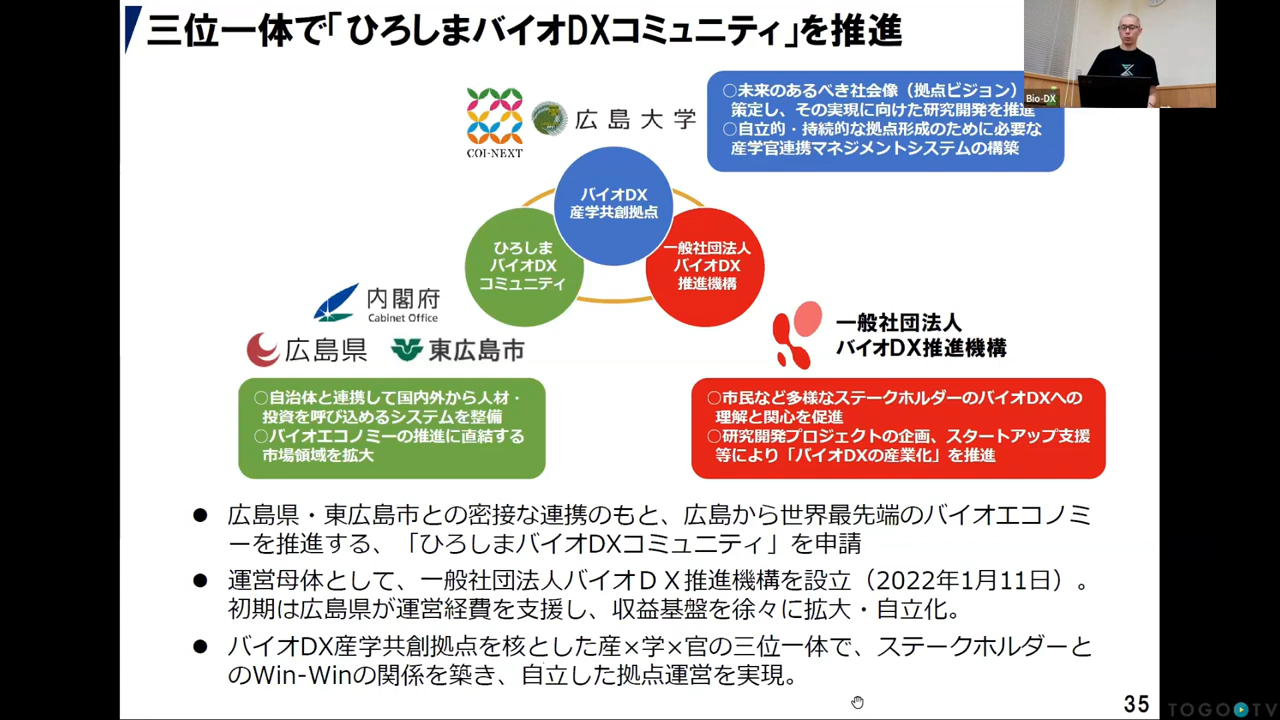 三位一体で「ひろしまバイオDXコミュニティ」を推進
Bio-DX
COI-NEXT
広島大学
○未来のあるべき社会像（拠点ビジョン）
策定し、その実現に向けた研究開発を推進
○自立的・持続的な拠点形成のために必要な
産学官連携マネジメントシステムの構築
バイオDX
産学共創拠点
ひろしま
バイオDX
コミュニティ
一般社団法人
バイオDX
推進機構
内閣府
Cabinet Office
広島県
東広島市
一般社団法人
バイオDX推進機構
○自治体と連携して国内外から人材・
投資を呼び込めるシステムを整備
○バイオエコノミーの推進に直結する
市場領域を拡大
○市民など多様なステークホルダーのバイオDXへの
理解と関心を促進
○研究開発プロジェクトの企画、スタートアップ支援
等により「バイオDXの産業化」を推進
● 広島県・東広島市との密接な連携のもと、広島から世界最先端のバイオエコノミ
ーを推進する、「ひろしまバイオDXコミュニティ」を申請
● 運営母体として、一般社団法人バイオＤＸ推進機構を設立（2022年1月11日）。
初期は広島県が運営経費を支援し、収益基盤を徐々に拡大・自立化。
● バイオDX産学共創拠点を核とした産×学×官の三位一体で、ステークホルダーと
のWin-Winの関係を築き、自立した拠点運営を実現。
35
TOGO TV